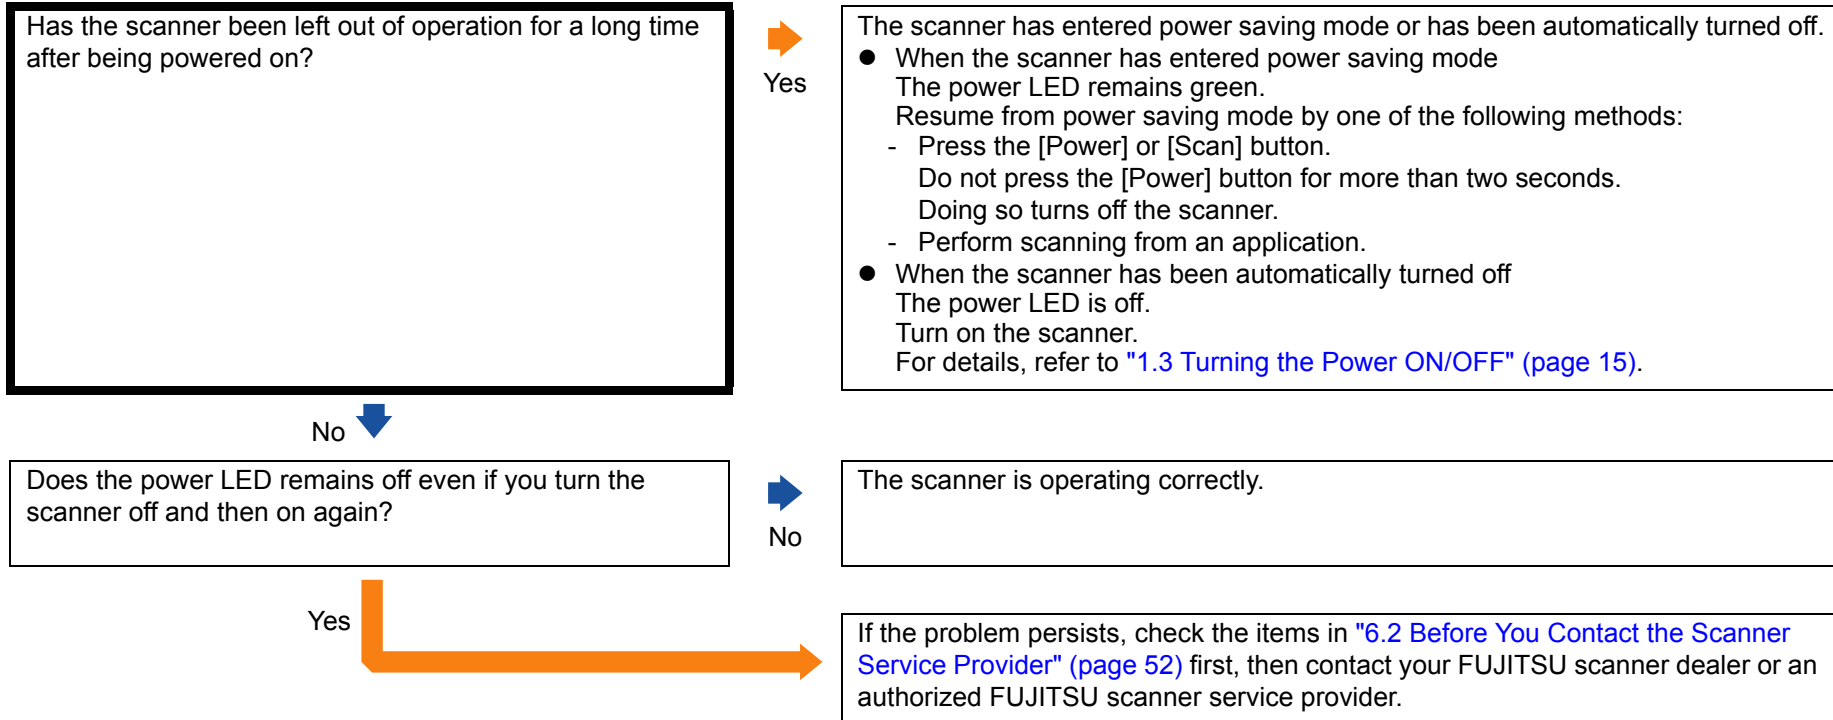 Has the scanner been left out of operation for a long time
after being powered on?
Yes
The scanner has entered power saving mode or has been automatically turned off.
● When the scanner has entered power saving mode
The power LED remains green.
Resume from power saving mode by one of the following methods:
- Press the [Power] or [Scan] button.
Do not press the [Power] button for more than two seconds.
Doing so turns off the scanner.
- Perform scanning from an application.
● When the scanner has been automatically turned off
The power LED is off.
Turn on the scanner.
For details, refer to "1.3 Turning the Power ON/OFF" (page 15).
No
Does the power LED remains off even if you turn the
scanner off and then on again?
No
The scanner is operating correctly.
Yes
If the problem persists, check the items in "6.2 Before You Contact the Scanner
Service Provider" (page 52) first, then contact your FUJITSU scanner dealer or an
authorized FUJITSU scanner service provider.